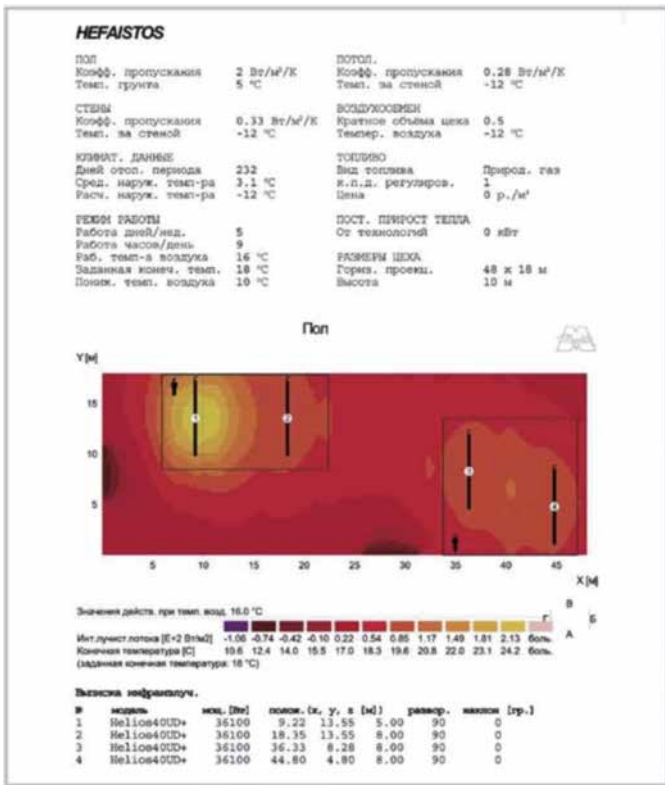 HEFAISTOS
ПОЛ
Коэфф. пропускания 2 Вт/м²/К
Темп. грунта 5 °C
ПОТОЛ.
Коэфф. пропускания 0.28 Вт/м²/К
Темп. за стеной -12 °C
СТЕНЫ
Коэфф. пропускания 0.33 Вт/м²/К
Темп. за стеной -12 °C
ВОЗДУХООБМЕН
Кратное объёма цеха 0.5
Темпер. воздуха -12 °C
КЛИМАТ. ДАННЫЕ
Дней отоп. периода 232
Сред. наруж. темп-ра 3.1 °C
Расч. наруж. темп-ра -12 °C
ТОПЛИВО
Вид топлива Природ. газ
к.п.д. регулиров. 1
Цена 0 р./м³
РЕЖИМ РАБОТЫ
Работа дней/нед. 5
Работа часов/день 9
Раб. темп-а воздуха 16 °C
Заданная конеч. темп. 18 °C
Пониж. темп. воздуха 10 °C
ПОСТ. ПРИРОСТ ТЕПЛА
От технологий 0 кВт
РАЗМЕРЫ ЦЕХА
Гориз. проекц. 48 x 18 м
Высота 10 м
Пол
Y [м]
15
10
5
1
2
3
4
5 10 15 20 25 30 35 40 45
X [м]
Значения действ. при темп. возд. 16.0 °C
В
Г Б
А
Инт.лучист.потока [E+2 Вт/м2] -1.06 -0.74 -0.42 -0.10 0.22 0.54 0.85 1.17 1.49 1.81 2.13 боль.
Конечная температура [C] 10.6 12.4 14.0 15.5 17.0 18.3 19.6 20.8 22.0 23.1 24.2 боль.
(заданная конечная температура: 18 °C)
Выписка инфраизлуч.
№ модель мощ.[Вт] полож.(x, y, z [м]) развор. наклон [гр.]
1 Helios40UD+ 36100 9.22 13.55 5.00 90 0
2 Helios40UD+ 36100 18.35 13.55 8.00 90 0
3 Helios40UD+ 36100 36.33 8.28 8.00 90 0
4 Helios40UD+ 36100 44.80 4.80 8.00 90 0